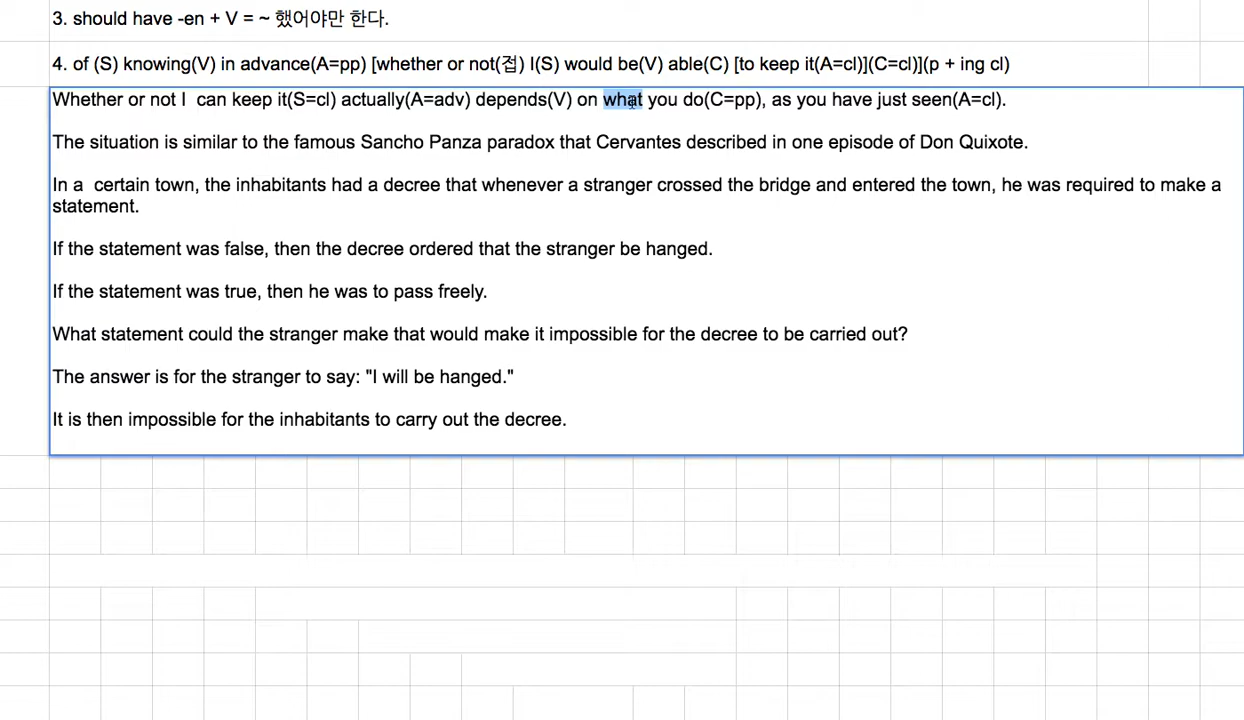 3. should have -en + V = ~ 했어야만 한다.
4. of (S) knowing(V) in advance(A=pp) [whether or not(접) I(S) would be(V) able(C) [to keep it(A=cl)](C=cl)](p + ing cl)
Whether or not I  can keep it(S=cl) actually(A=adv) depends(V) on what you do(C=pp), as you have just seen(A=cl).
The situation is similar to the famous Sancho Panza paradox that Cervantes described in one episode of Don Quixote.
In a  certain town, the inhabitants had a decree that whenever a stranger crossed the bridge and entered the town, he was required to make a
statement.
If the statement was false, then the decree ordered that the stranger be hanged.
If the statement was true, then he was to pass freely.
What statement could the stranger make that would make it impossible for the decree to be carried out?
The answer is for the stranger to say: "I will be hanged."
It is then impossible for the inhabitants to carry out the decree.